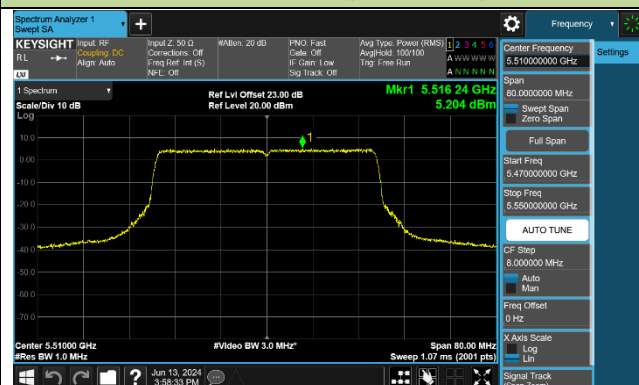 Spectrum Analyzer 1
Swept SA
Frequency
KEYSIGHT
RL
LXI
Input: RF
Coupling: DC
Align: Auto
Input Z: 50 Ω
Corrections: Off
Freq Ref: Int (S)
NFE: Off
#Atten: 20 dB
PNO: Fast
Gate: Off
IF Gain: Low
Sig Track: Off
Avg Type: Power (RMS)
Avg|Hold: 100/100
Trig: Free Run
1 2 3 4 5 6
A W W W W W
A N N N N N
1 Spectrum
Scale/Div 10 dB
Log
Ref Lvl Offset 23.00 dB
Ref Level 20.00 dBm
Mkr1 5.516 24 GHz
5.204 dBm
1
10.0
0.00
-10.0
-20.0
-30.0
-40.0
-50.0
-60.0
-70.0
Center 5.51000 GHz
#Res BW 1.0 MHz
#Video BW 3.0 MHz*
Span 80.00 MHz
Sweep 1.07 ms (2001 pts)
Jun 13, 2024
3:58:33 PM
Center Frequency
5.510000000 GHz
Settings
Span
80.0000000 MHz
Swept Span
Zero Span
Full Span
Start Freq
5.470000000 GHz
Stop Freq
5.550000000 GHz
AUTO TUNE
CF Step
8.000000 MHz
Auto
Man
Freq Offset
0 Hz
X Axis Scale
Log
Lin
Signal Track
(Span Zoom)